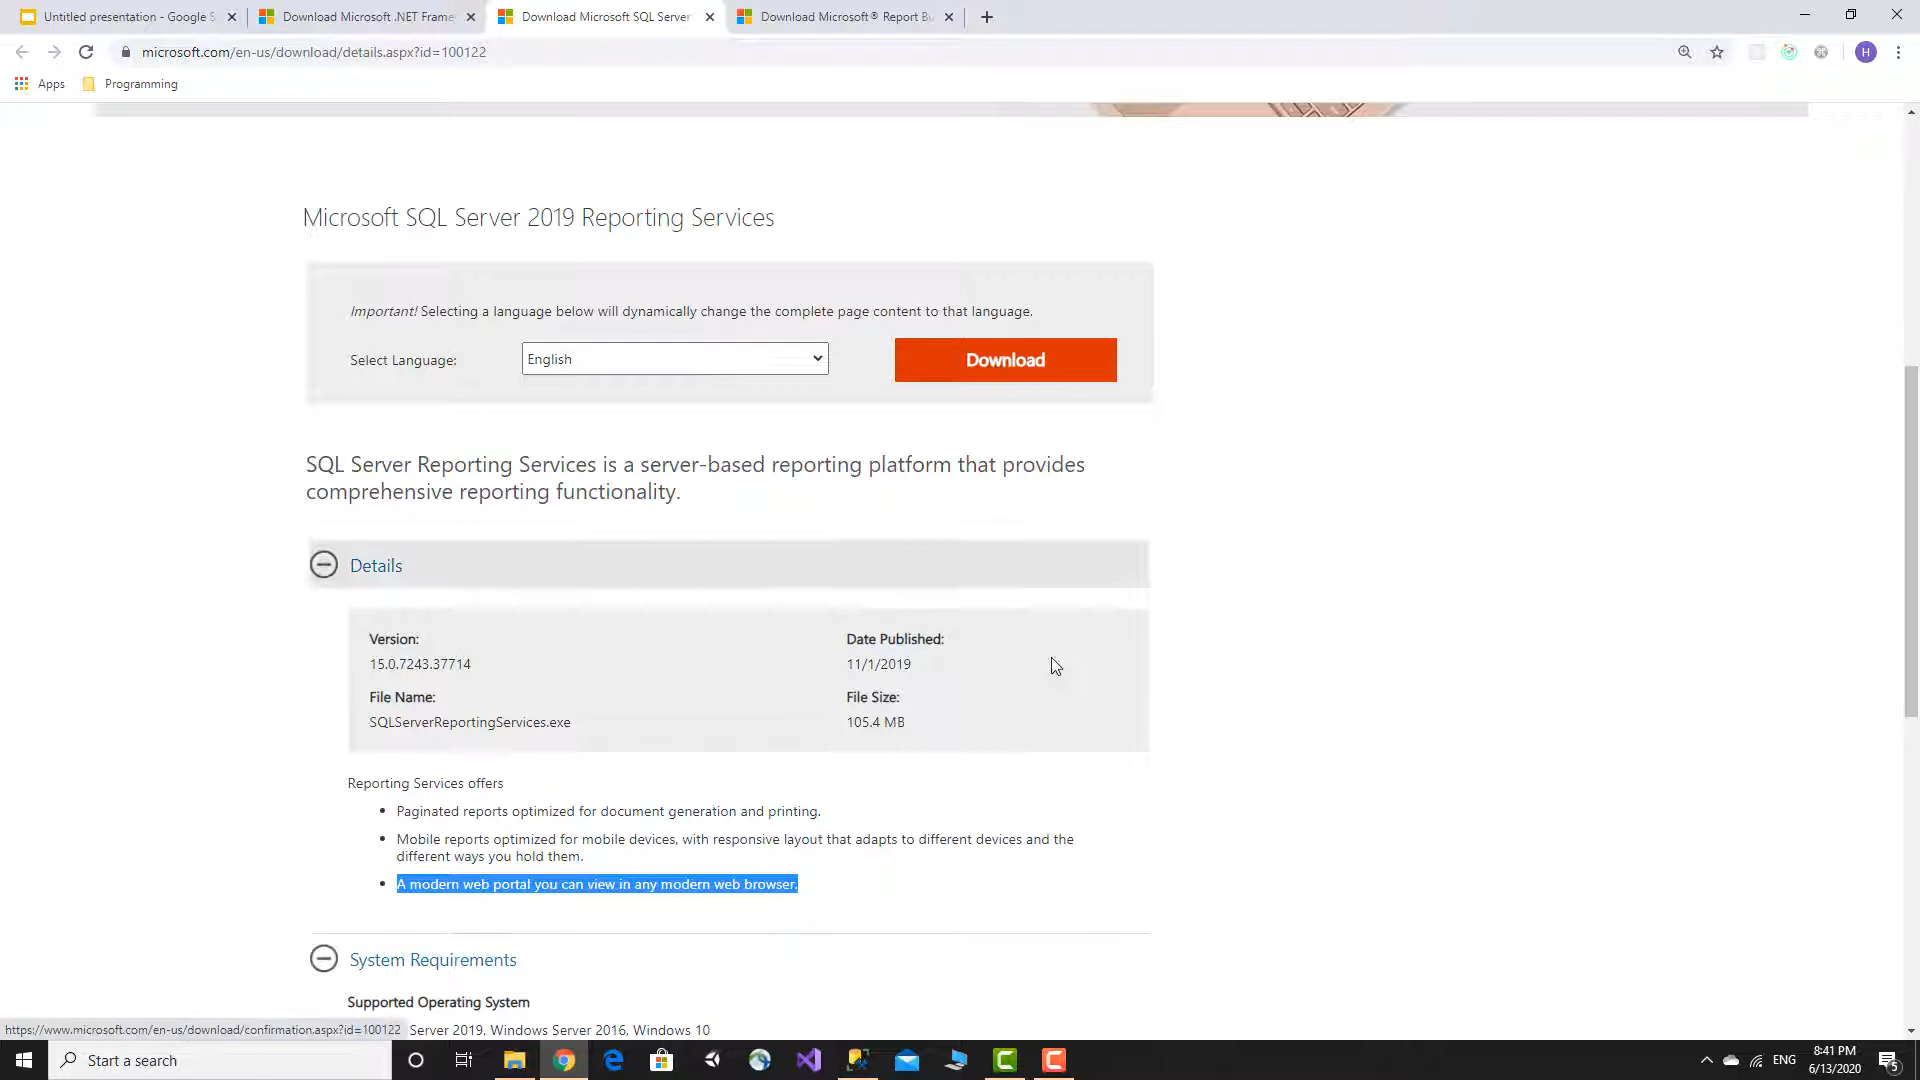 Untitled presentation - Google S
Download Microsoft .NET Frame
Download Microsoft SQL Server
Download Microsoft® Report Bu
microsoft.com/en-us/download/details.aspx?id=100122
H
Apps
Programming
Microsoft SQL Server 2019 Reporting Services
Important! Selecting a language below will dynamically change the complete page content to that language.
Select Language:
English
Download
SQL Server Reporting Services is a server-based reporting platform that provides
comprehensive reporting functionality.
Details
Version:
Date Published:
15.0.7243.37714
11/1/2019
File Name:
File Size:
SQLServerReportingServices.exe
105.4 MB
Reporting Services offers
• Paginated reports optimized for document generation and printing.
• Mobile reports optimized for mobile devices, with responsive layout that adapts to different devices and the
different ways you hold them.
• A modern web portal you can view in any modern web browser.
System Requirements
Supported Operating System
https://www.microsoft.com/en-us/download/confirmation.aspx?id=100122
Server 2019, Windows Server 2016, Windows 10
Start a search
ENG
8:41 PM
6/13/2020
5